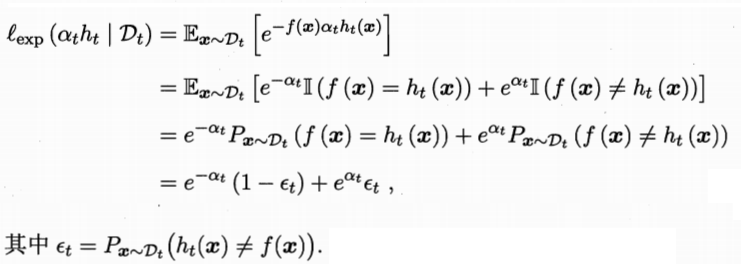 ℓ_exp (α_t h_t | 𝒟_t) = 𝔼_{𝒙∼𝒟_t} [e^{−f(𝒙)α_t h_t(𝒙)}]
= 𝔼_{𝒙∼𝒟_t} [e^{−α_t} 𝕀 (f (𝒙) = h_t (𝒙)) + e^{α_t} 𝕀 (f (𝒙) ≠ h_t (𝒙))]
= e^{−α_t} P_{𝒙∼𝒟_t} (f (𝒙) = h_t (𝒙)) + e^{α_t} P_{𝒙∼𝒟_t} (f (𝒙) ≠ h_t (𝒙))
= e^{−α_t} (1 − ϵ_t) + e^{α_t} ϵ_t ,
其中 ϵ_t = P_{𝒙∼𝒟_t}(h_t(𝒙) ≠ f(𝒙)).